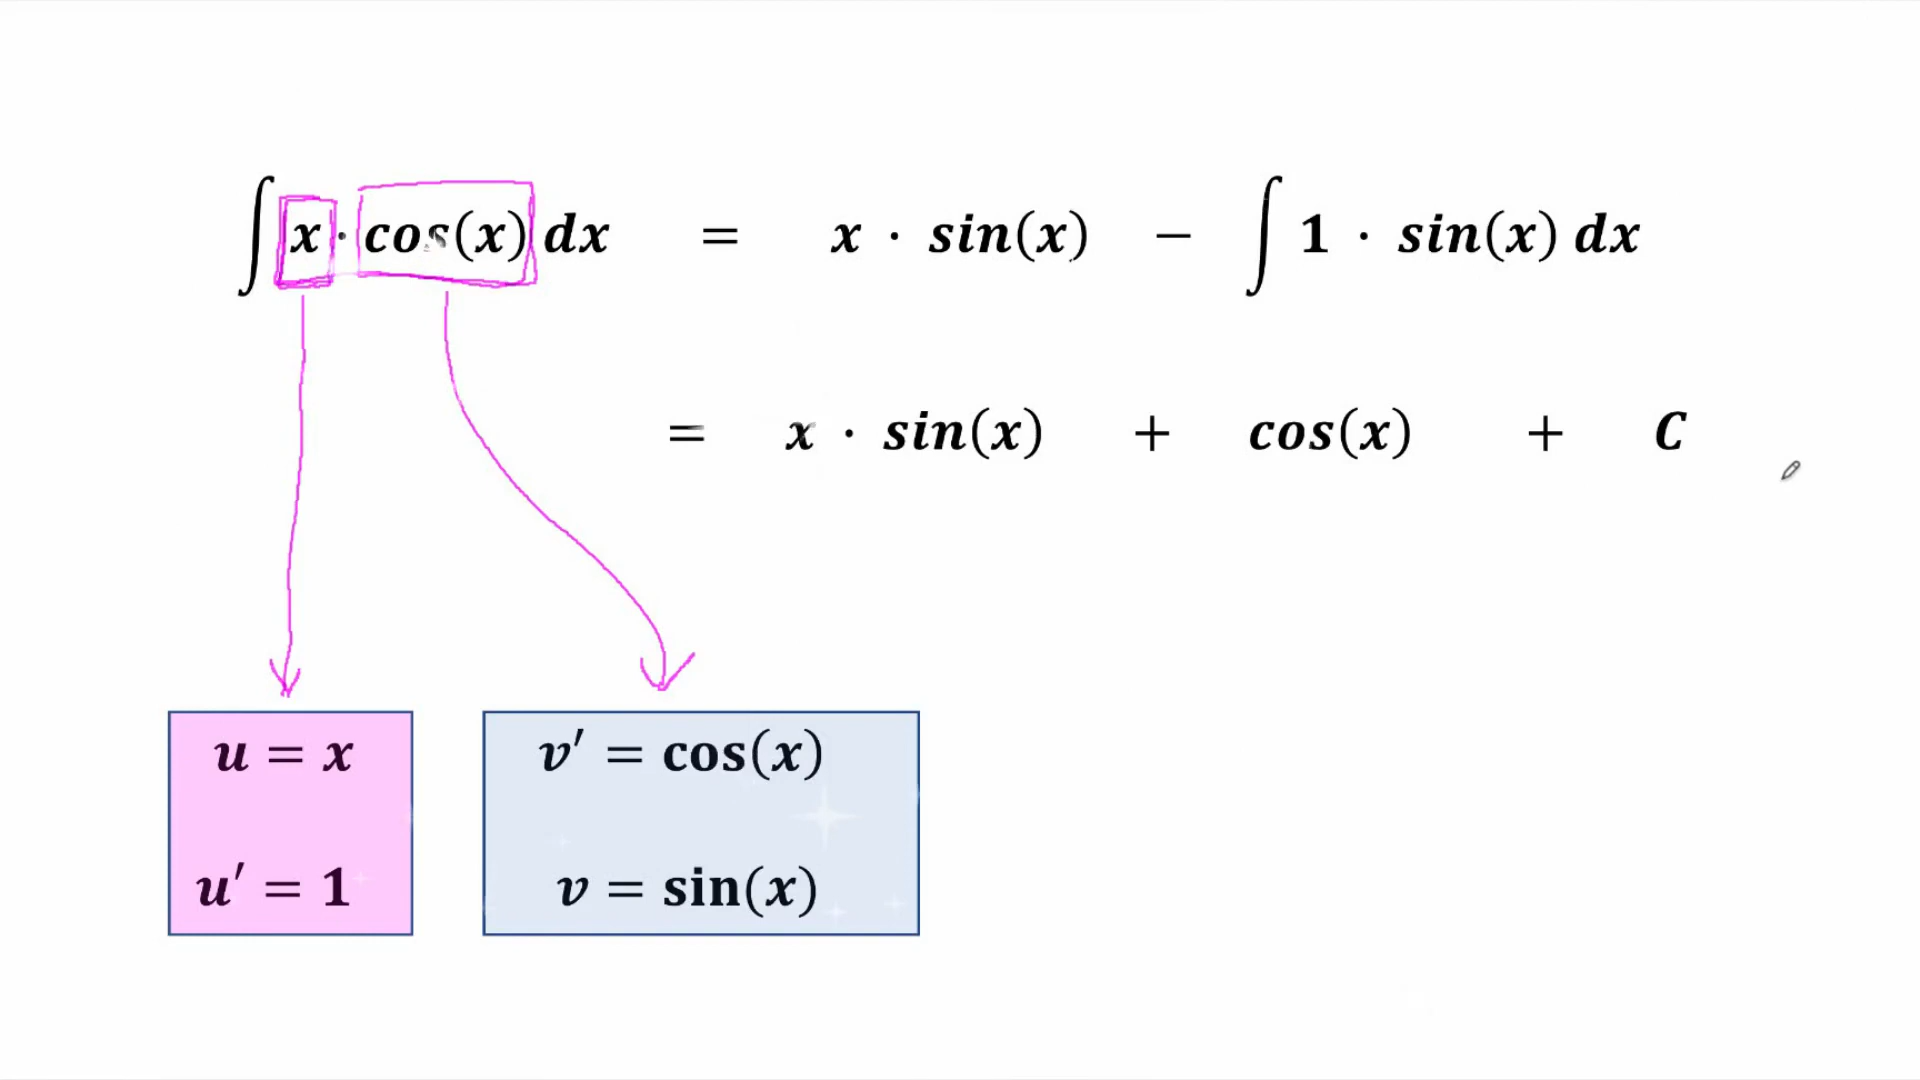 ∫ x · cos(x) dx = x · sin(x) − ∫ 1 · sin(x) dx
= x · sin(x) + cos(x) + C
u = x
u′ = 1
v′ = cos(x)
v = sin(x)